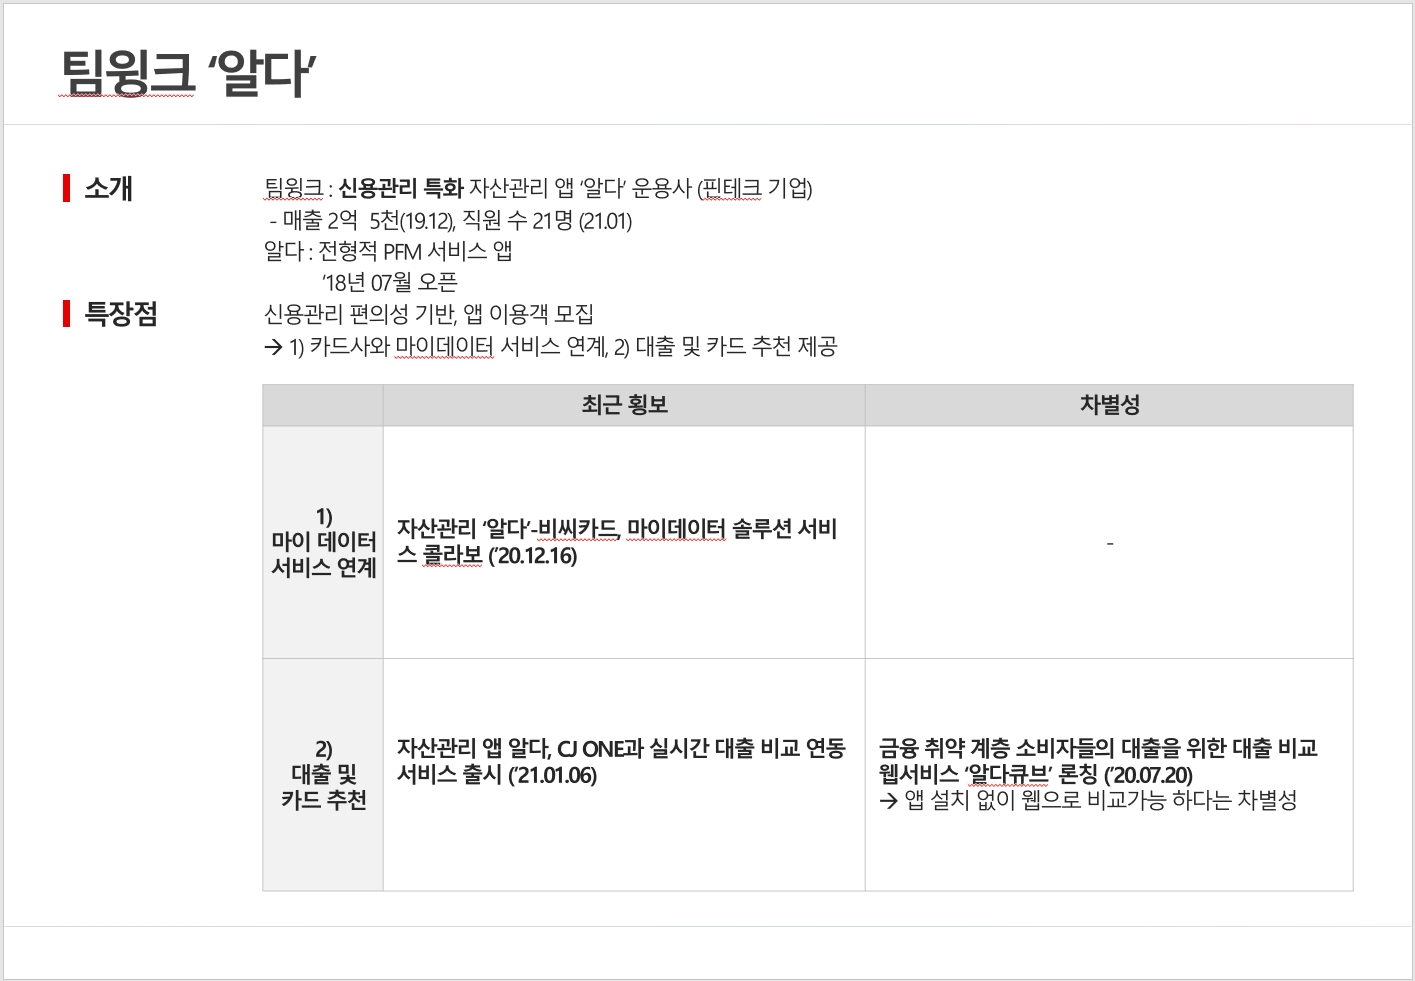 팀윙크 ‘알다’
소개
팀윙크 : 신용관리 특화 자산관리 앱 ‘알다’ 운용사 (핀테크 기업)
- 매출 2억  5천(19.12), 직원 수 21명 (21.01)
알다 : 전형적 PFM 서비스 앱
‘18년 07월 오픈
특장점
신용관리 편의성 기반, 앱 이용객 모집
→ 1) 카드사와 마이데이터 서비스 연계, 2) 대출 및 카드 추천 제공
최근 횡보
차별성
1)
마이 데이터
서비스 연계
자산관리 ‘알다’-비씨카드, 마이데이터 솔루션 서비
스 콜라보 (’20.12.16)
-
2)
대출 및
카드 추천
자산관리 앱 알다, CJ ONE과 실시간 대출 비교 연동
서비스 출시 (’21.01.06)
금융 취약 계층 소비자들의 대출을 위한 대출 비교
웹서비스 ‘알다큐브’ 론칭 (’20.07.20)
→ 앱 설치 없이 웹으로 비교가능 하다는 차별성